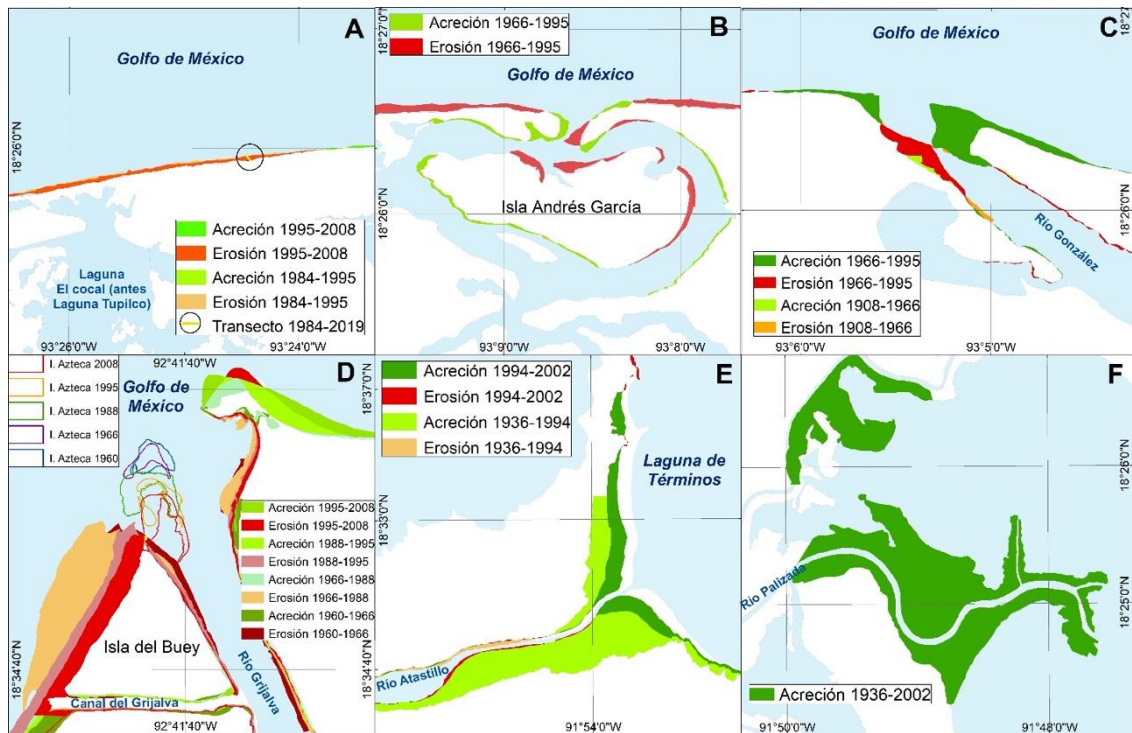 A
Golfo de México
18°26'0"N
Laguna
El cocal (antes
Laguna Tupilco)
Acreción 1995-2008
Erosión 1995-2008
Acreción 1984-1995
Erosión 1984-1995
Transecto 1984-2019
93°26'0"W
93°24'0"W
B
Acreción 1966-1995
Erosión 1966-1995
18°27'0"N
Golfo de México
18°26'0"N
Isla Andrés García
93°9'0"W
93°8'0"W
C
Golfo de México
18°27
18°26'0"N
Río González
Acreción 1966-1995
Erosión 1966-1995
Acreción 1908-1966
Erosión 1908-1966
93°6'0"W
93°5'0"W
D
92°41'40"W
I. Azteca 2008
I. Azteca 1995
I. Azteca 1988
I. Azteca 1966
I. Azteca 1960
Golfo de
México
18°37'0"N
Acreción 1995-2008
Erosión 1995-2008
Acreción 1988-1995
Erosión 1988-1995
Acreción 1966-1988
Erosión 1966-1988
Acreción 1960-1966
Erosión 1960-1966
Isla del Buey
Río Grijalva
Canal del Grijalva
18°34'40"N
92°41'40"W
E
Acreción 1994-2002
Erosión 1994-2002
Acreción 1936-1994
Erosión 1936-1994
Laguna de
Términos
18°33'0"N
Río Atastillo
18°34'40"N
91°54'0"W
F
18°26'0"N
Río Palizada
18°25'0"N
Acreción 1936-2002
91°50'0"W
91°48'0"W